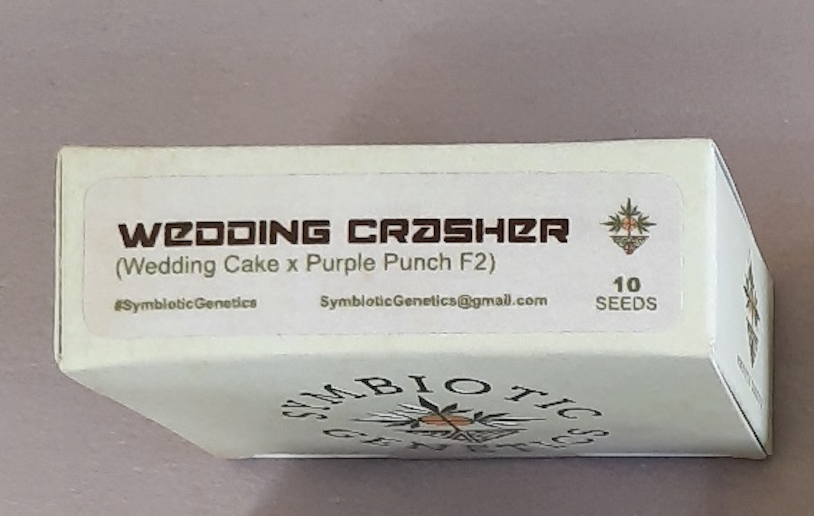 WEDDING CRASHER
(Wedding Cake x Purple Punch F2)
#SymbioticGenetics SymbioticGenetics@gmail.com
10
SEEDS
SYMBIOTIC
GENETICS